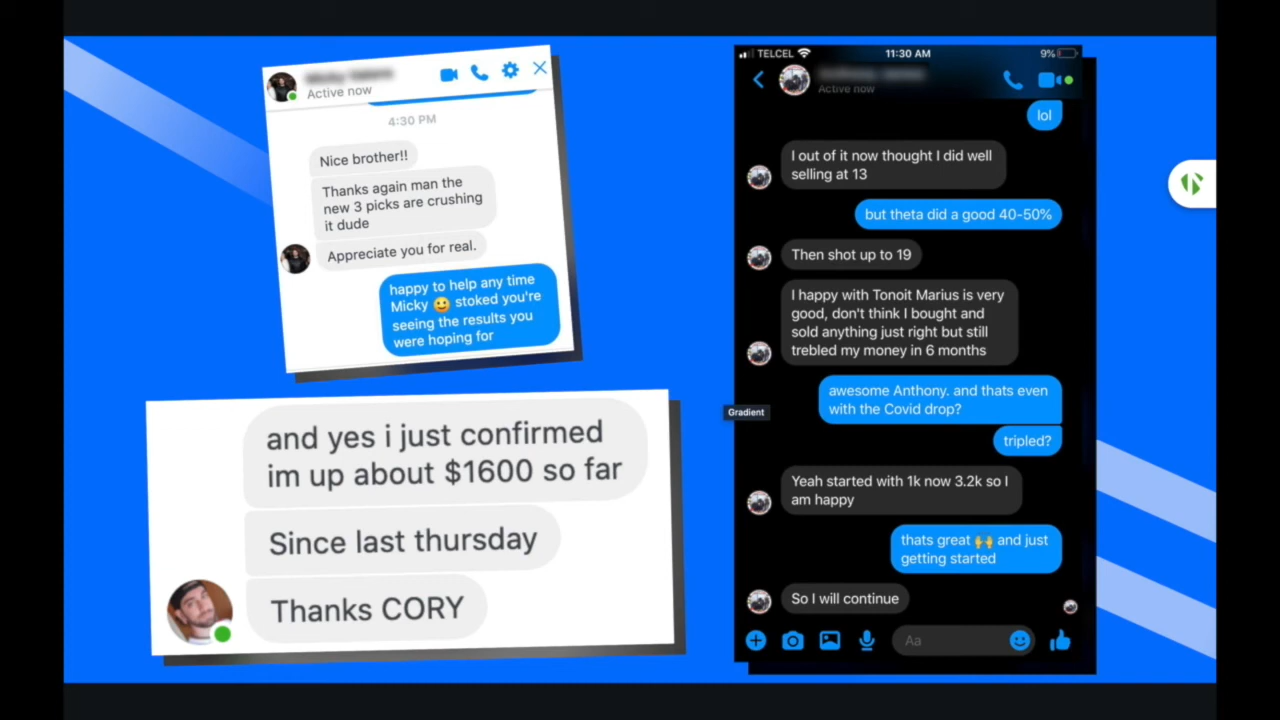 Active now
4:30 PM
Nice brother!!
Thanks again man the
new 3 picks are crushing
it dude
Appreciate you for real.
happy to help any time
Micky 😀 stoked you're
seeing the results you
were hoping for
and yes i just confirmed
im up about $1600 so far
Since last thursday
Thanks CORY
TELCEL
11:30 AM
9%
Active now
lol
I out of it now thought I did well
selling at 13
but theta did a good 40-50%
Then shot up to 19
I happy with Tonoit Marius is very
good, don't think I bought and
sold anything just right but still
trebled my money in 6 months
awesome Anthony. and thats even
with the Covid drop?
tripled?
Yeah started with 1k now 3.2k so I
am happy
thats great 🙌 and just
getting started
So I will continue
Aa
Gradient